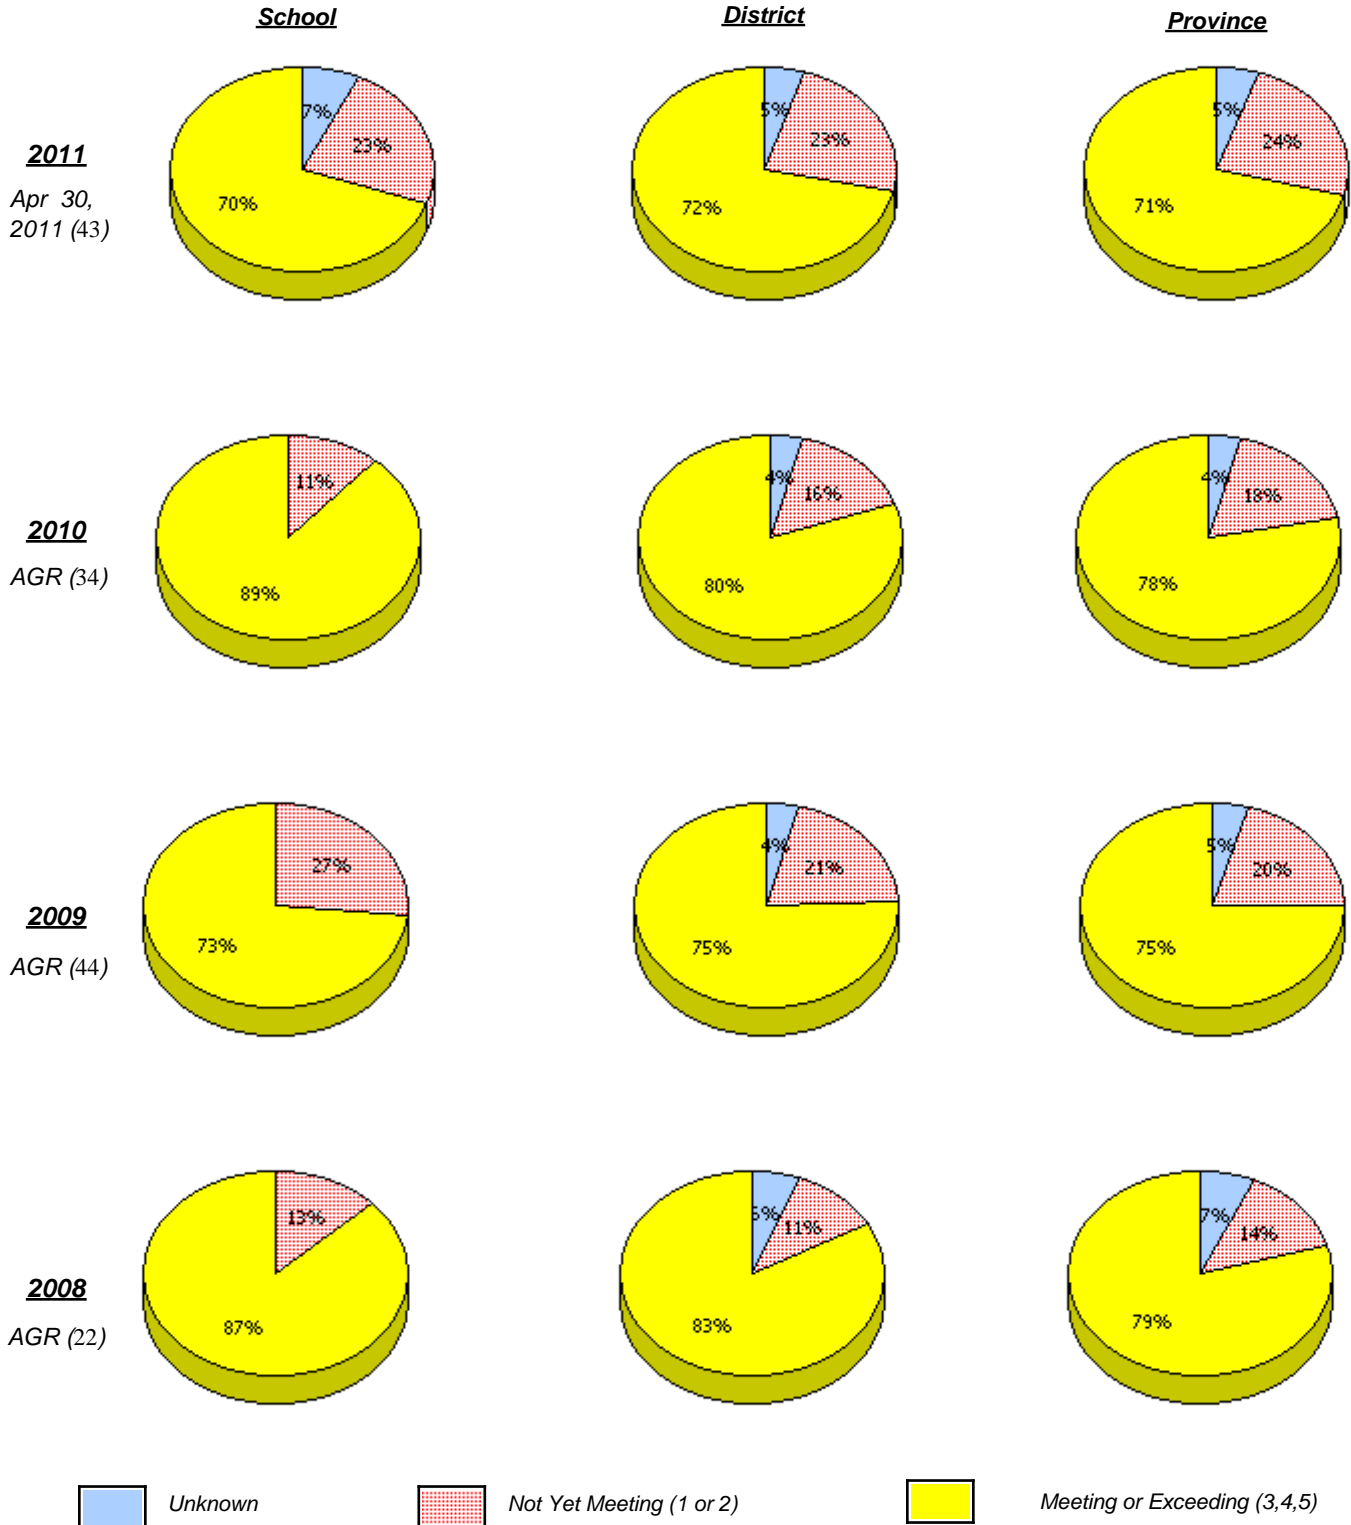 School District Province
2011
Apr 30,
2011 (43)
7% 23% 70%
5% 23% 72%
5% 24% 71%
2010
AGR (34)
11% 89%
4% 16% 80%
4% 18% 78%
2009
AGR (44)
27% 73%
4% 21% 75%
5% 20% 75%
2008
AGR (22)
13% 87%
11% 83%
7% 14% 79%
Unknown Not Yet Meeting (1 or 2) Meeting or Exceeding (3,4,5)